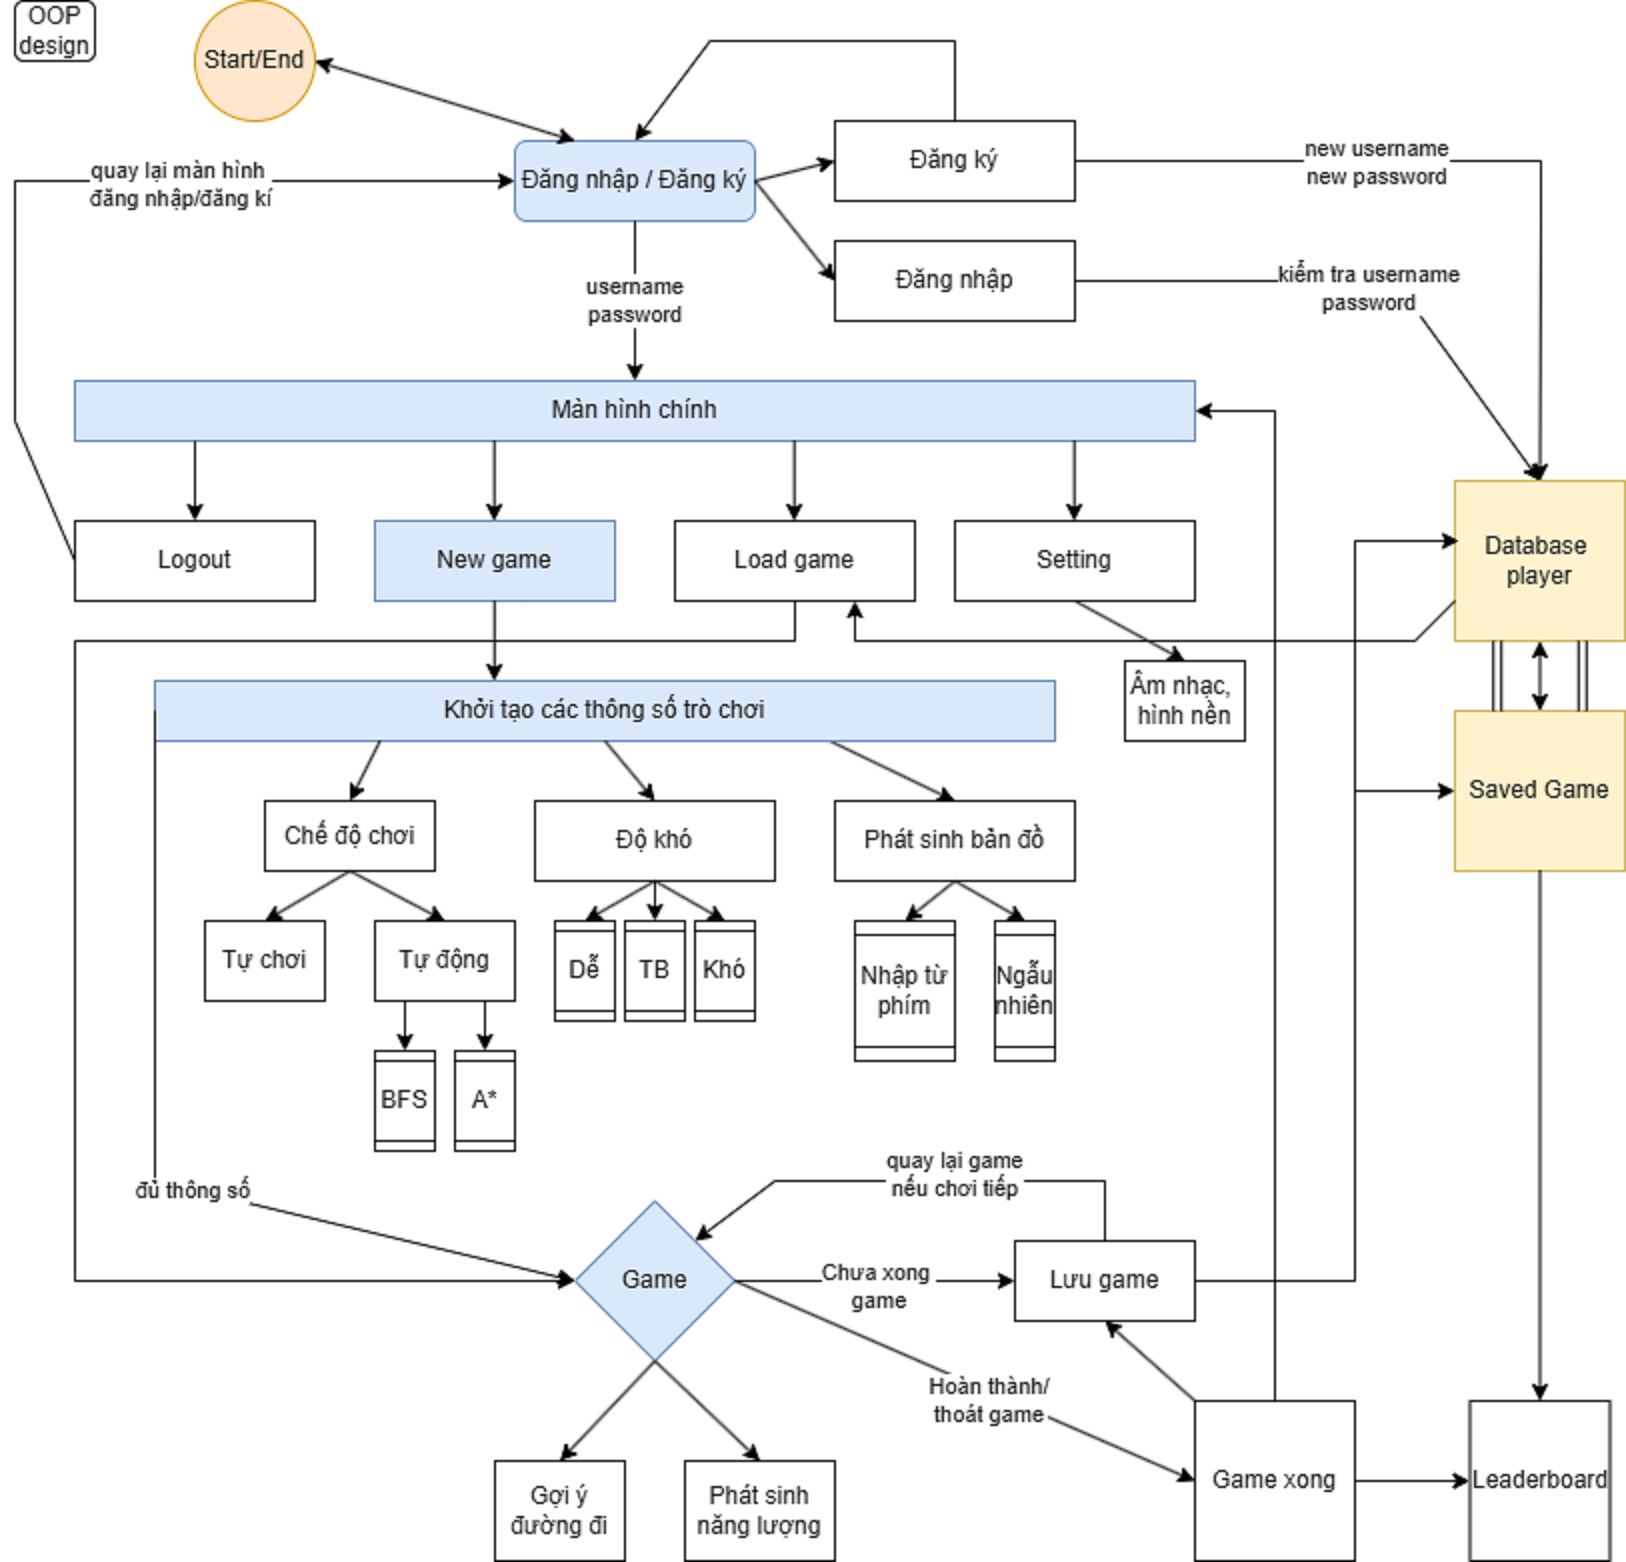 OOP
design
Start/End
Đăng nhập / Đăng ký
Đăng ký
new username
new password
quay lại màn hình
đăng nhập/đăng kí
Đăng nhập
kiểm tra username
password
username
password
Màn hình chính
Logout
New game
Load game
Setting
Database
player
Âm nhạc,
hình nền
Khởi tạo các thông số trò chơi
Saved Game
Chế độ chơi
Độ khó
Phát sinh bản đồ
Tự chơi
Tự động
Dễ
TB
Khó
Nhập từ
phím
Ngẫu
nhiên
BFS
A*
đủ thông số
quay lại game
nếu chơi tiếp
Game
Chưa xong
game
Lưu game
Hoàn thành/
thoát game
Game xong
Leaderboard
Gợi ý
đường đi
Phát sinh
năng lượng